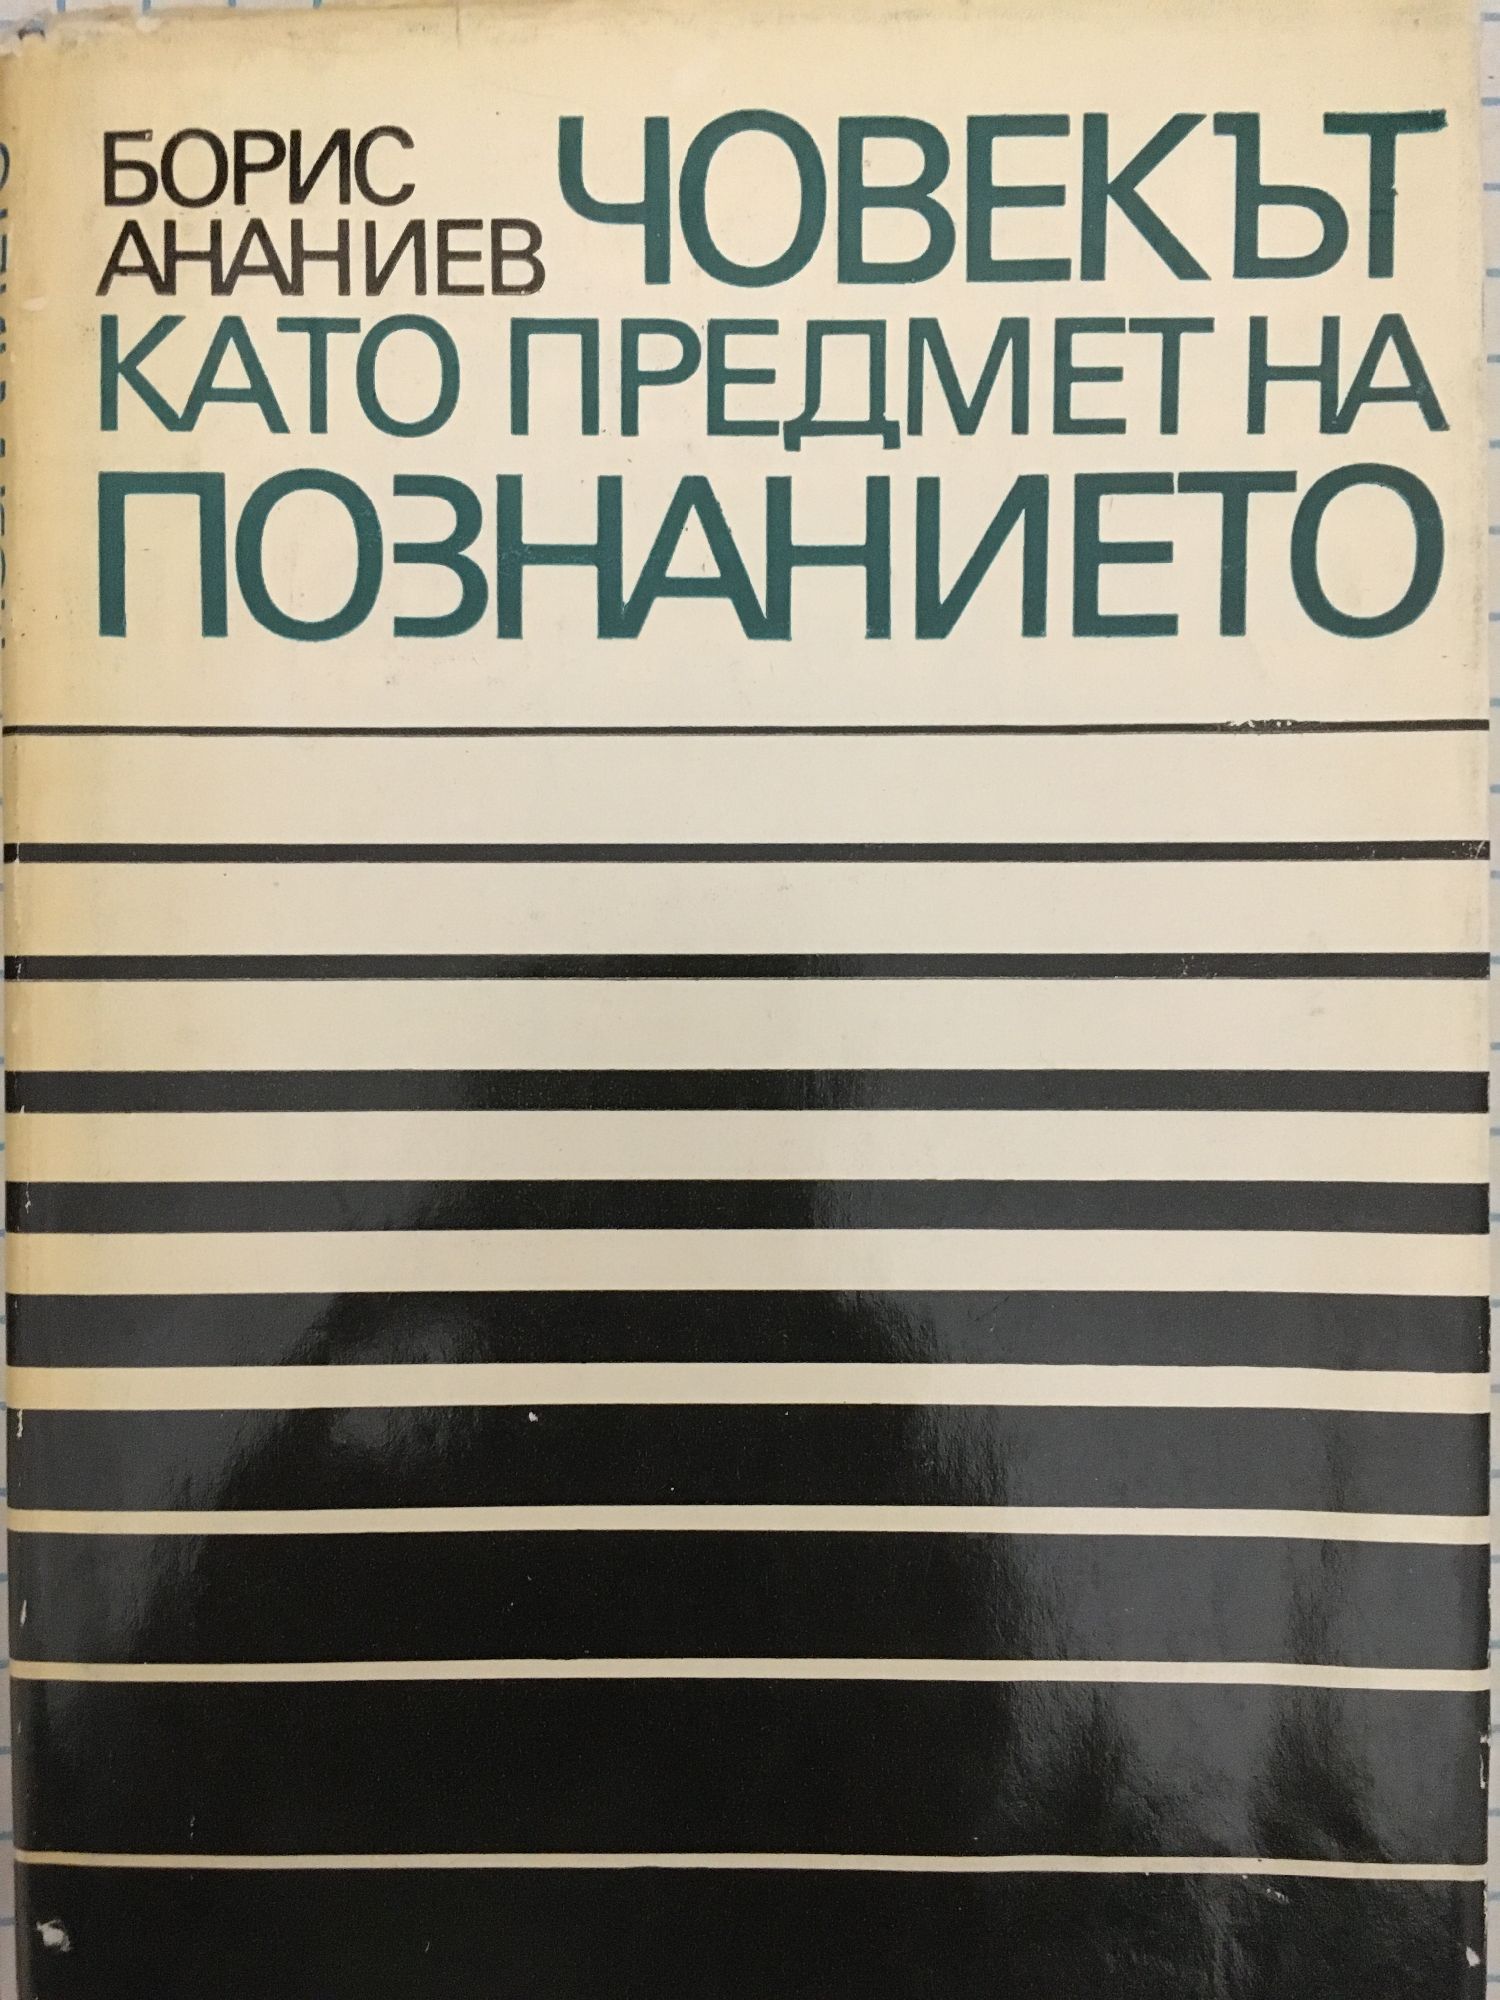 БОРИС
АНАНИЕВ
ЧОВЕКЪТ
КАТО ПРЕДМЕТ НА
ПОЗНАНИЕТО